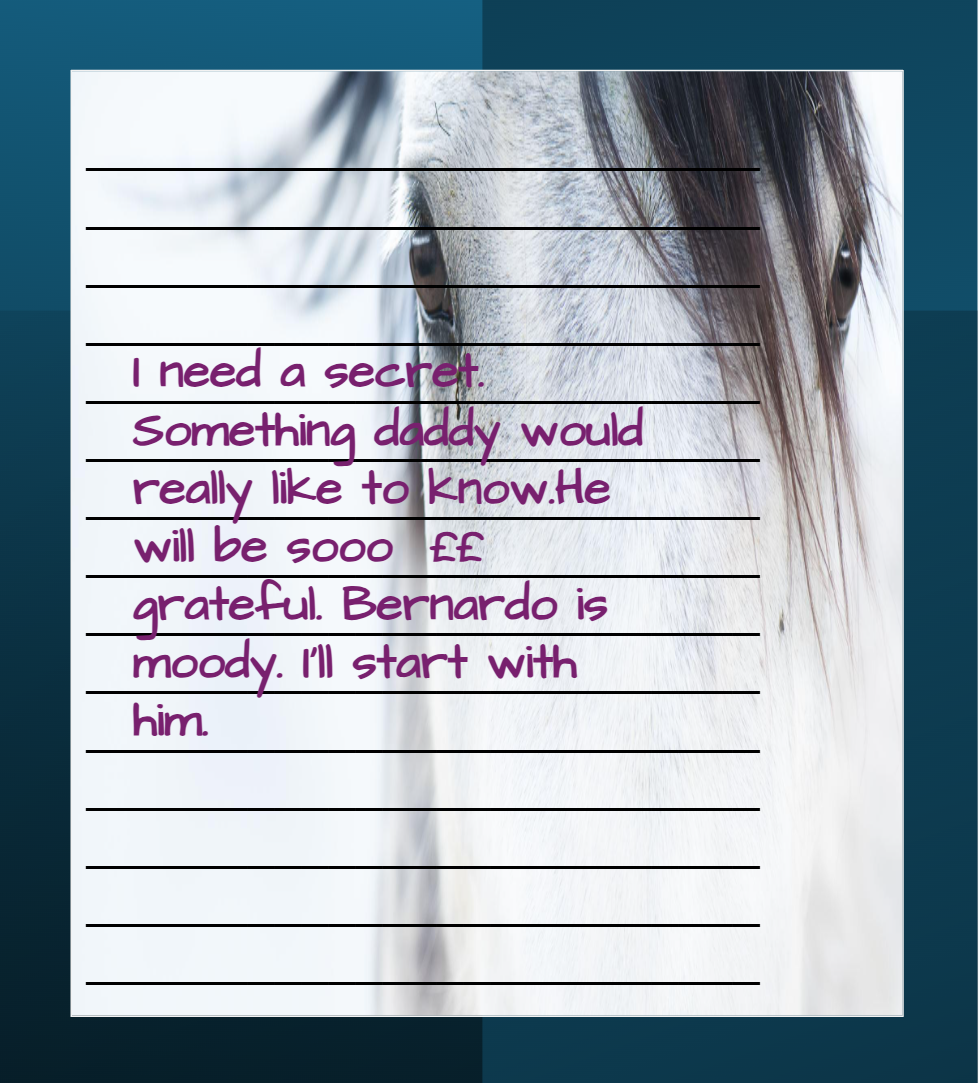 I need a secret.
Something daddy would
really like to know.He
will be sooo  ££
grateful. Bernardo is
moody. I'll start with
him.